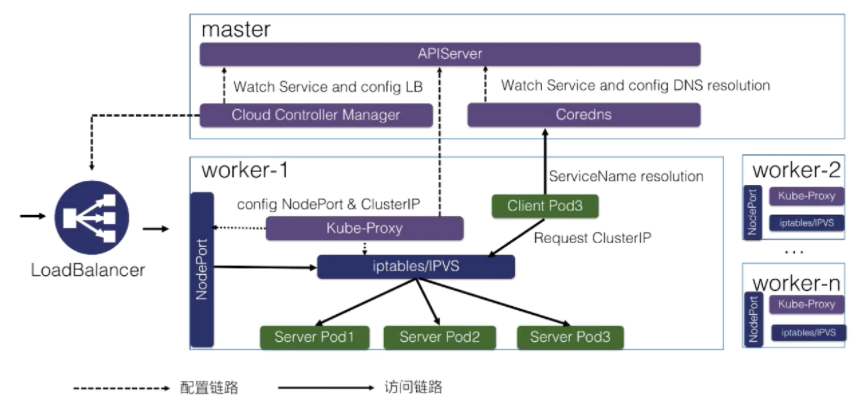 master
APIServer
Watch Service and config LB
Watch Service and config DNS resolution
Cloud Controller Manager
Coredns
worker-1
ServiceName resolution
config NodePort & ClusterIP
Client Pod3
Kube-Proxy
Request ClusterIP
LoadBalancer
NodePort
iptables/IPVS
Server Pod1
Server Pod2
Server Pod3
worker-2
NodePort
Kube-Proxy
iptables/IPVS
...
worker-n
NodePort
Kube-Proxy
iptables/IPVS
配置链路
访问链路